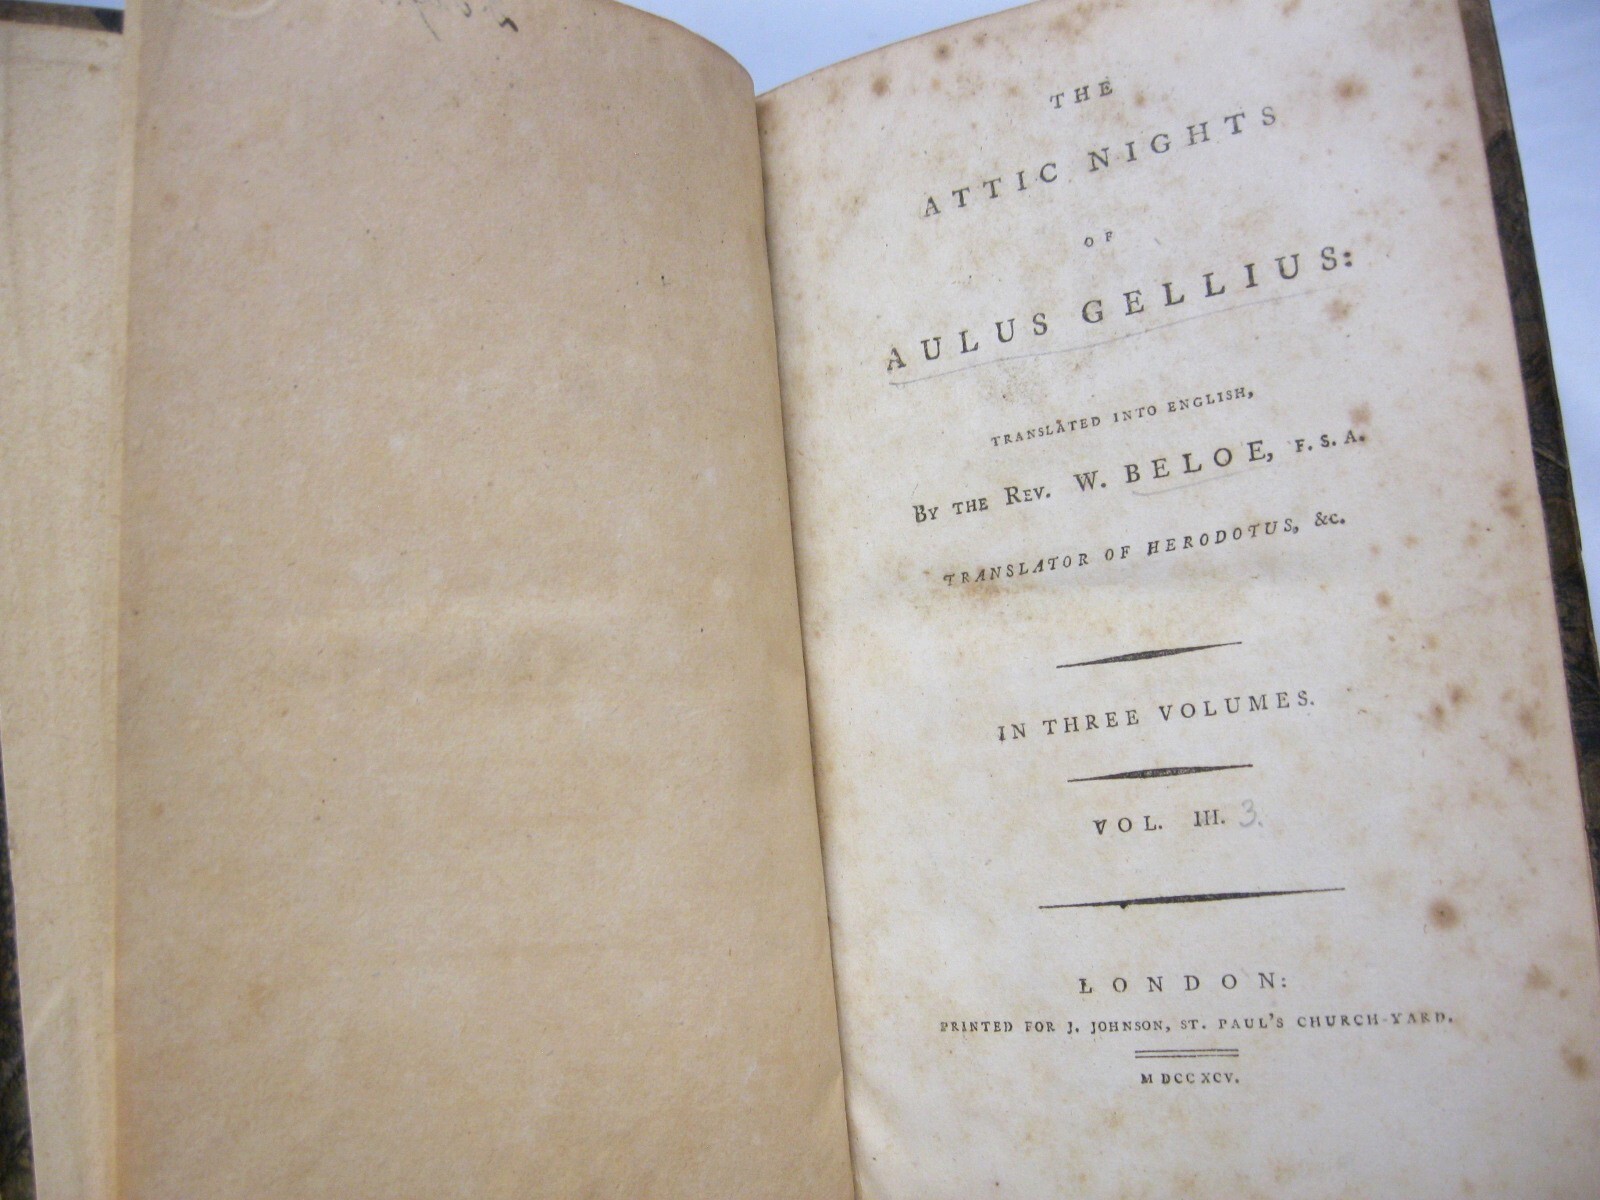 THE
ATTIC NIGHTS
OF
AULUS GELLIUS:
TRANSLATED INTO ENGLISH,
BY THE REV. W. BELOE, F. S. A.
TRANSLATOR OF HERODOTUS, &c.
IN THREE VOLUMES.
VOL. III. 3.
LONDON:
PRINTED FOR J. JOHNSON, ST. PAUL'S CHURCH-YARD.
M DCC XCV.